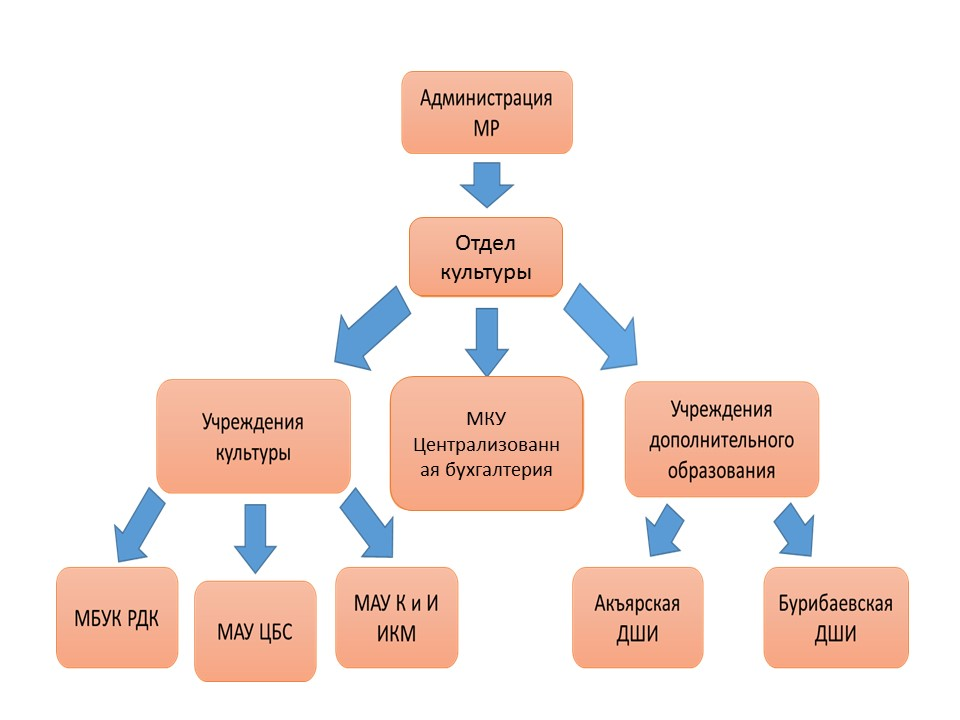 Администрация
МР
Отдел
культуры
Учреждения
культуры
МКУ
Централизованн
ая бухгалтерия
Учреждения
дополнительного
образования
МБУК РДК
МАУ ЦБС
МАУ К и И
ИКМ
Акъярская
ДШИ
Бурибаевская
ДШИ